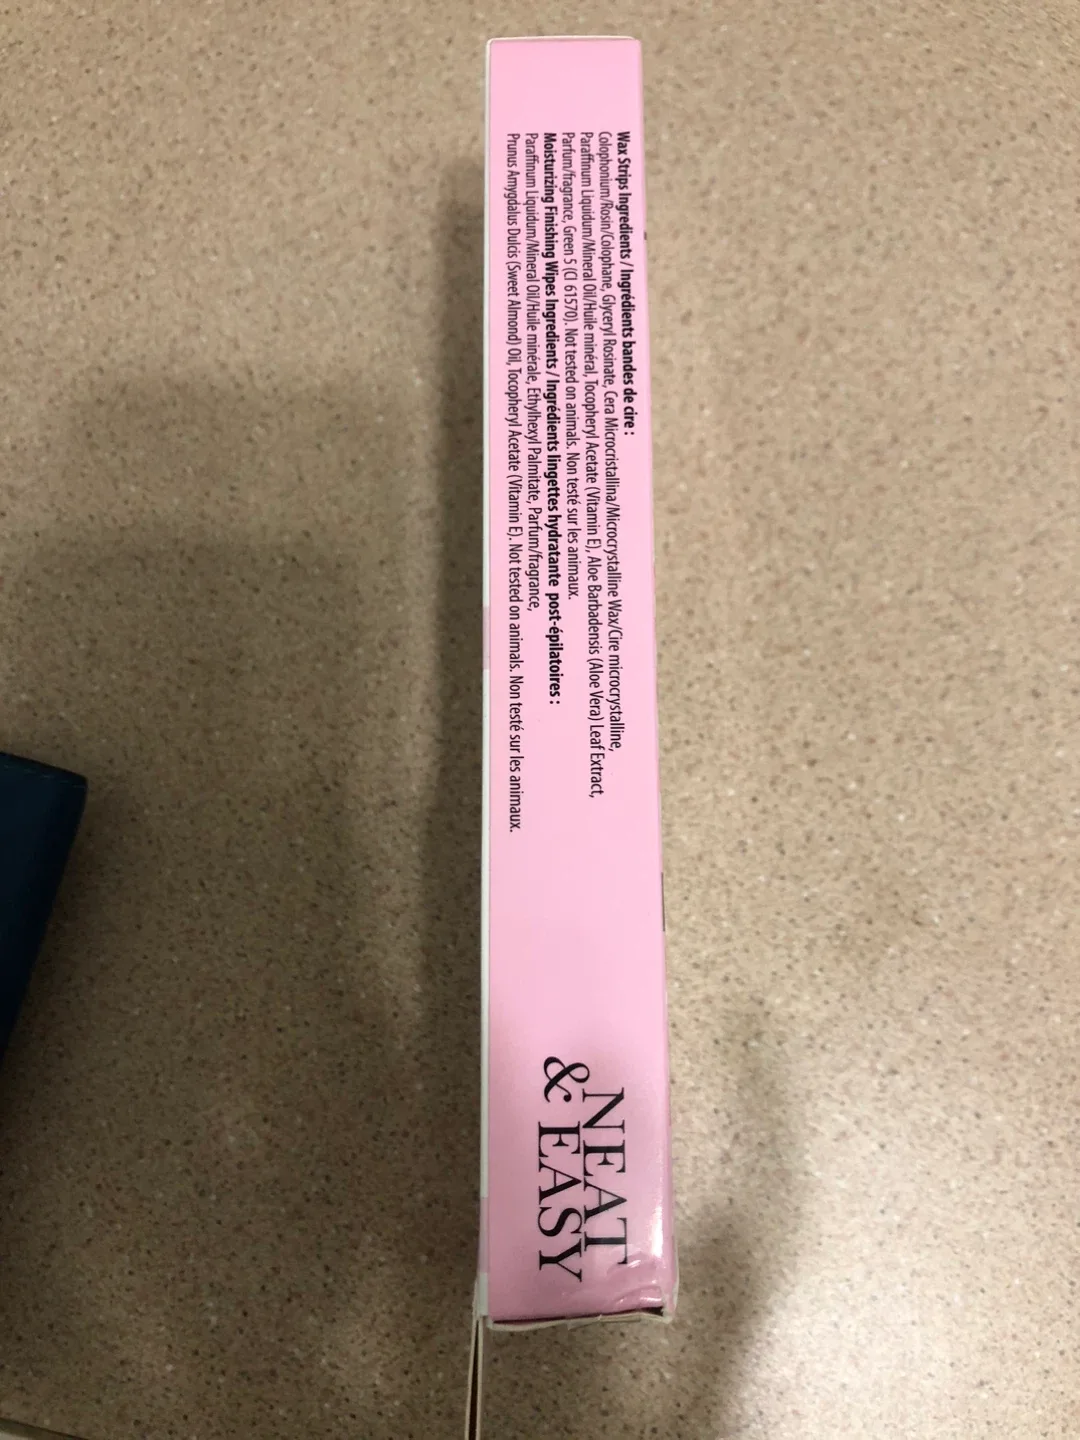 Wax Strips Ingredients / Ingrédients bandes de cire :
Colophonium/Rosin/Colophane, Glyceryl Rosinate, Cera Microcristallina/Microcrystalline Wax/Cire microcrystalline,
Paraffinum Liquidum/Mineral Oil/Huile minéral, Tocopheryl Acetate (Vitamin E), Aloe Barbadensis (Aloe Vera) Leaf Extract,
Parfum/fragrance, Green 5 (CI 61570). Not tested on animals. Non testé sur les animaux.
Moisturizing Finishing Wipes Ingredients / Ingrédients lingettes hydratante post-épilatoires :
Paraffinum Liquidum/Mineral Oil/Huile minérale, Ethylhexyl Palmitate, Parfum/fragrance,
Prunus Amygdalus Dulcis (Sweet Almond) Oil, Tocopheryl Acetate (Vitamin E). Not tested on animals. Non testé sur les animaux.
NEAT
& EASY